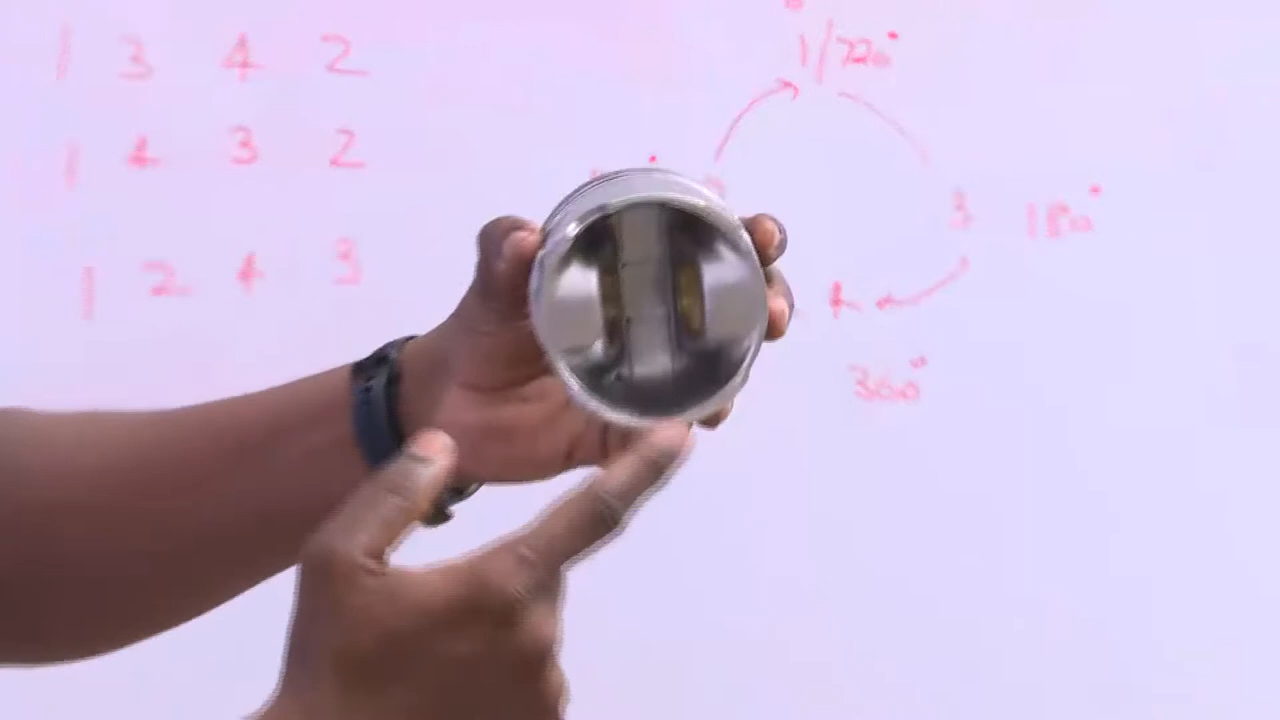 1 3 4 2
1 4 3 2
1 2 4 3
1/720°
3 180°
4
360°